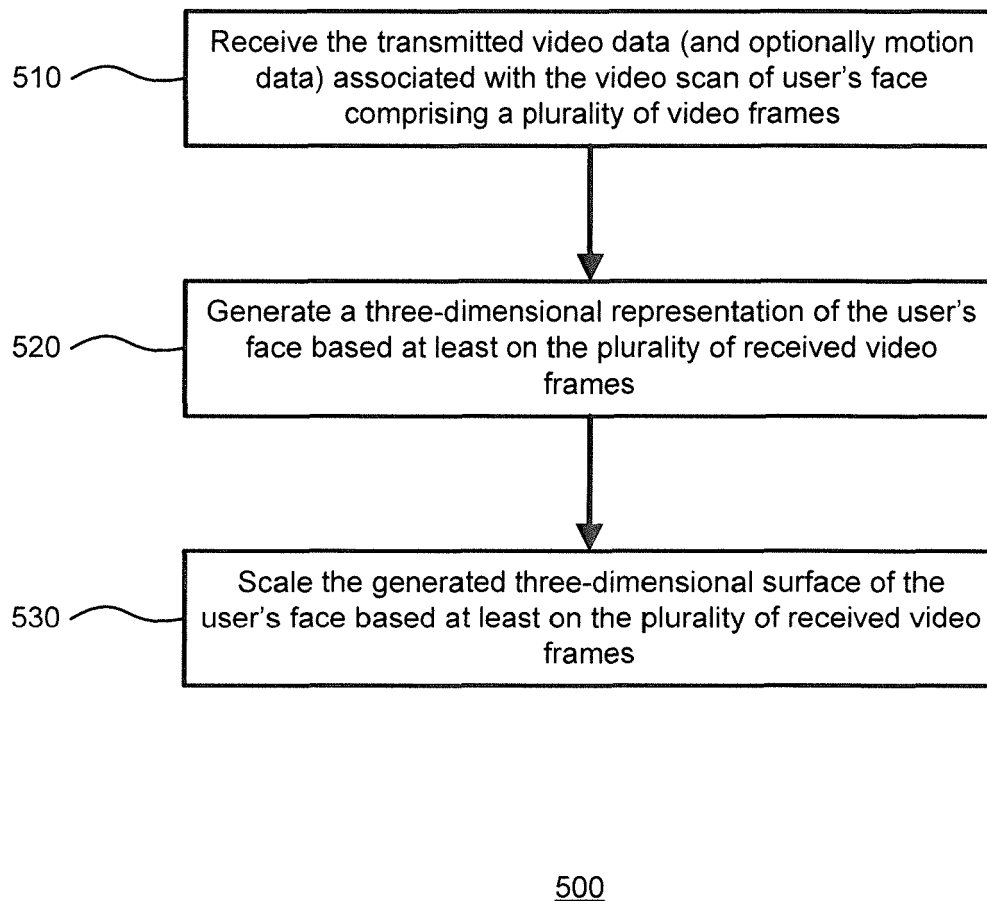 510
Receive the transmitted video data (and optionally motion
data) associated with the video scan of user's face
comprising a plurality of video frames
520
Generate a three-dimensional representation of the user's
face based at least on the plurality of received video
frames
530
Scale the generated three-dimensional surface of the
user's face based at least on the plurality of received video
frames
500